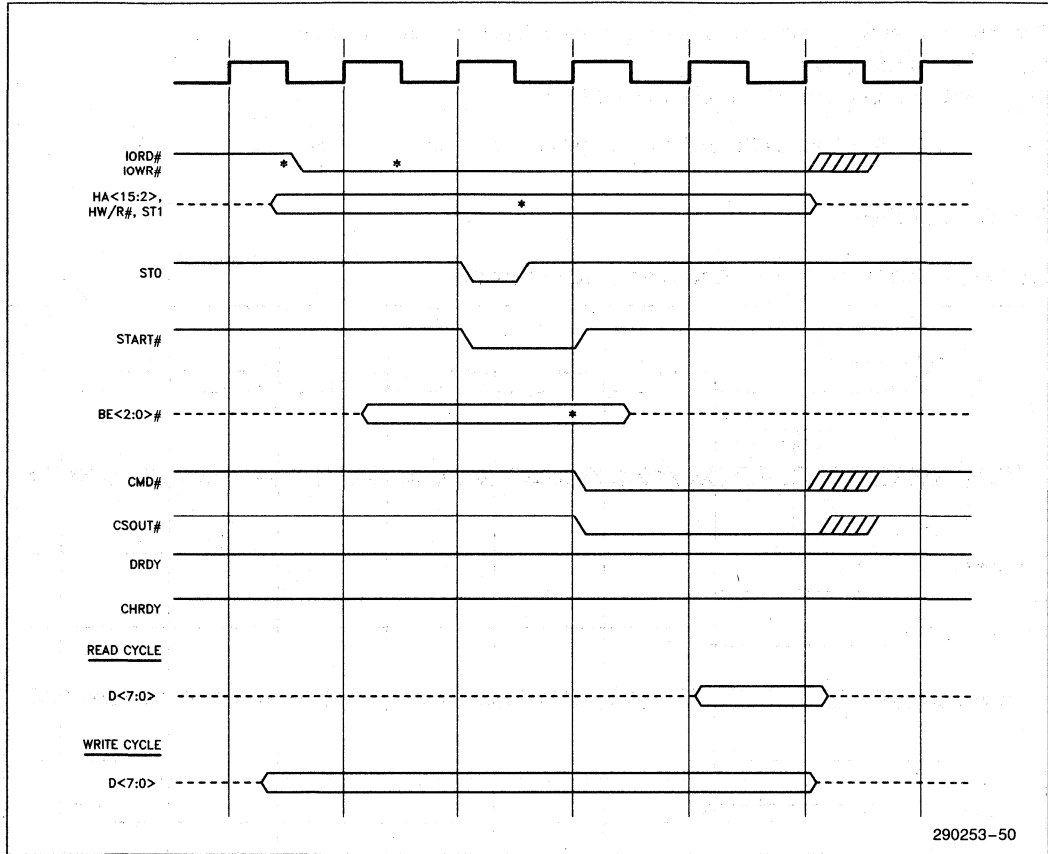 IORD#
IOWR#
*
*
HA<15:2>,
HW/R#, ST1
*
ST0
START#
BE<2:0>#
*
CMD#
CSOUT#
DRDY
CHRDY
READ CYCLE
D<7:0>
WRITE CYCLE
D<7:0>
290253-50